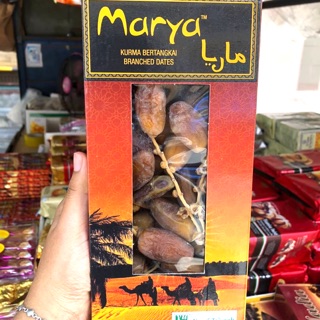 Marya™
KURMA BERTANGKAI
BRANCHED DATES
ماريا